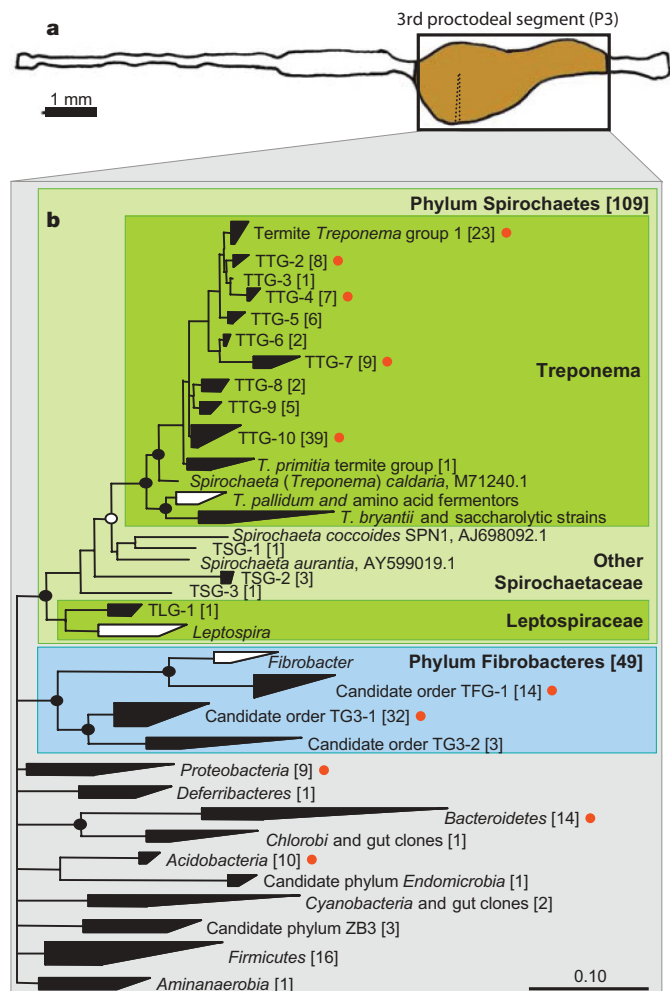 3rd proctodeal segment (P3)
a
1 mm
b
Phylum Spirochaetes [109]
Termite Treponema group 1 [23]
TTG-2 [8]
TTG-3 [1]
TTG-4 [7]
TTG-5 [6]
TTG-6 [2]
TTG-7 [9]
Treponema
TTG-8 [2]
TTG-9 [5]
TTG-10 [39]
T. primitia termite group [1]
Spirochaeta (Treponema) caldaria, M71240.1
T. pallidum and amino acid fermentors
T. bryantii and saccharolytic strains
Spirochaeta coccoides SPN1, AJ698092.1
TSG-1 [1]
Spirochaeta aurantia, AY599019.1
Other
Spirochaetaceae
TSG-2 [3]
TSG-3 [1]
TLG-1 [1]
Leptospiraceae
Leptospira
Phylum Fibrobacteres [49]
Fibrobacter
Candidate order TFG-1 [14]
Candidate order TG3-1 [32]
Candidate order TG3-2 [3]
Proteobacteria [9]
Deferribacteres [1]
Bacteroidetes [14]
Chlorobi and gut clones [1]
Acidobacteria [10]
Candidate phylum Endomicrobia [1]
Cyanobacteria and gut clones [2]
Candidate phylum ZB3 [3]
Firmicutes [16]
Aminanaerobia [1]
0.10